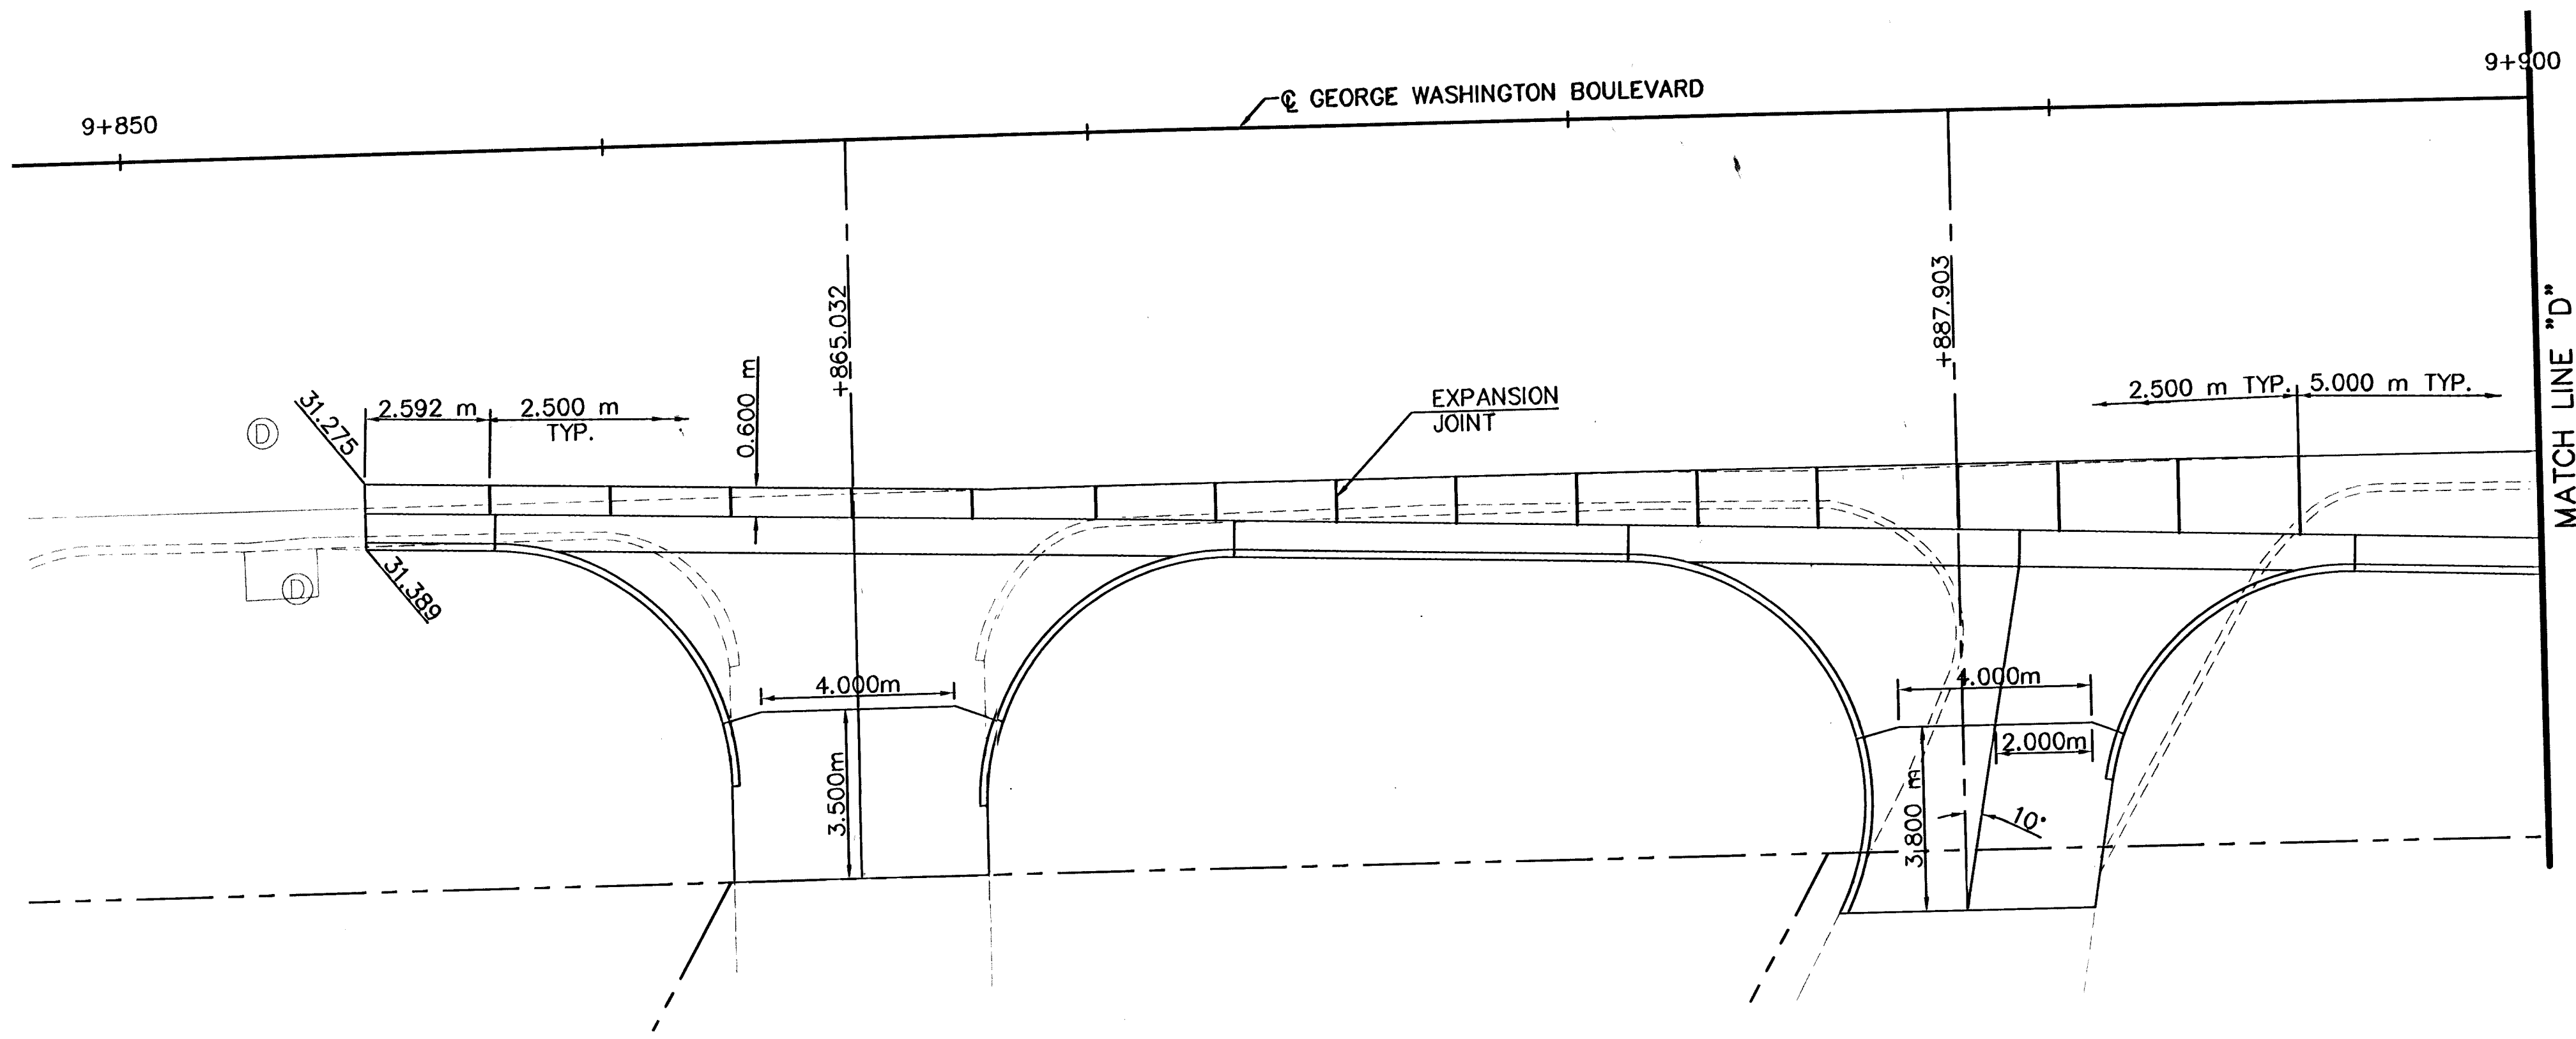 9+900
℄ GEORGE WASHINGTON BOULEVARD
9+850
+865.032
+887.903
MATCH LINE "D"
2.500 m TYP.
5.000 m TYP.
EXPANSION
JOINT
31.275
2.592 m
2.500 m
TYP.
0.600 m
D
D
31.389
4.000m
4.000m
2.000m
3.500m
3.800 m
10°